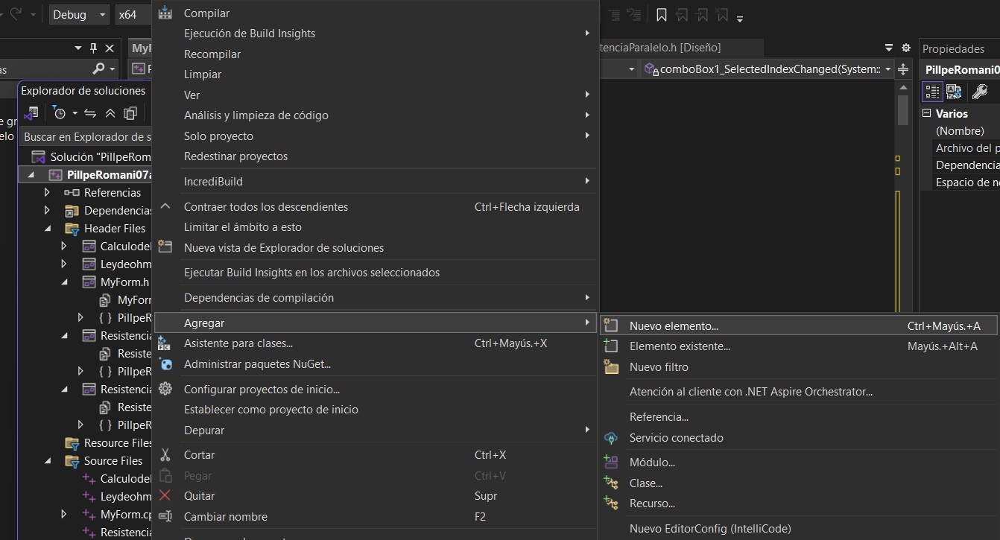 Debug
x64
MyF
tenciaParalelo.h [Diseño]
comboBox1_SelectedIndexChanged(System::
Propiedades
PillpeRomani0
Varios
(Nombre)
Archivo del p
Dependencia
Espacio de n
as
e gr
elo
Explorador de soluciones
Buscar en Explorador de s
Solución "PillpeRom
PillpeRomani07
Referencias
Dependencias
Header Files
Calculodel
Leydeohm
MyForm.h
MyForm
{ } PillpeR
Resistencia
Resiste
{ } PillpeR
Resistencia
Resiste
{ } PillpeR
Resource Files
Source Files
Calculodel
Leydeohm
MyForm.cp
Resistencia
Compilar
Ejecución de Build Insights
Recompilar
Limpiar
Ver
Análisis y limpieza de código
Solo proyecto
Redestinar proyectos
IncrediBuild
Contraer todos los descendientes Ctrl+Flecha izquierda
Limitar el ámbito a esto
Nueva vista de Explorador de soluciones
Ejecutar Build Insights en los archivos seleccionados
Dependencias de compilación
Agregar
Asistente para clases... Ctrl+Mayús.+X
Administrar paquetes NuGet...
Configurar proyectos de inicio...
Establecer como proyecto de inicio
Depurar
Cortar Ctrl+X
Pegar Ctrl+V
Quitar Supr
Cambiar nombre F2
Nuevo elemento... Ctrl+Mayús.+A
Elemento existente... Mayús.+Alt+A
Nuevo filtro
Atención al cliente con .NET Aspire Orchestrator...
Referencia...
Servicio conectado
Módulo...
Clase...
Recurso...
Nuevo EditorConfig (IntelliCode)